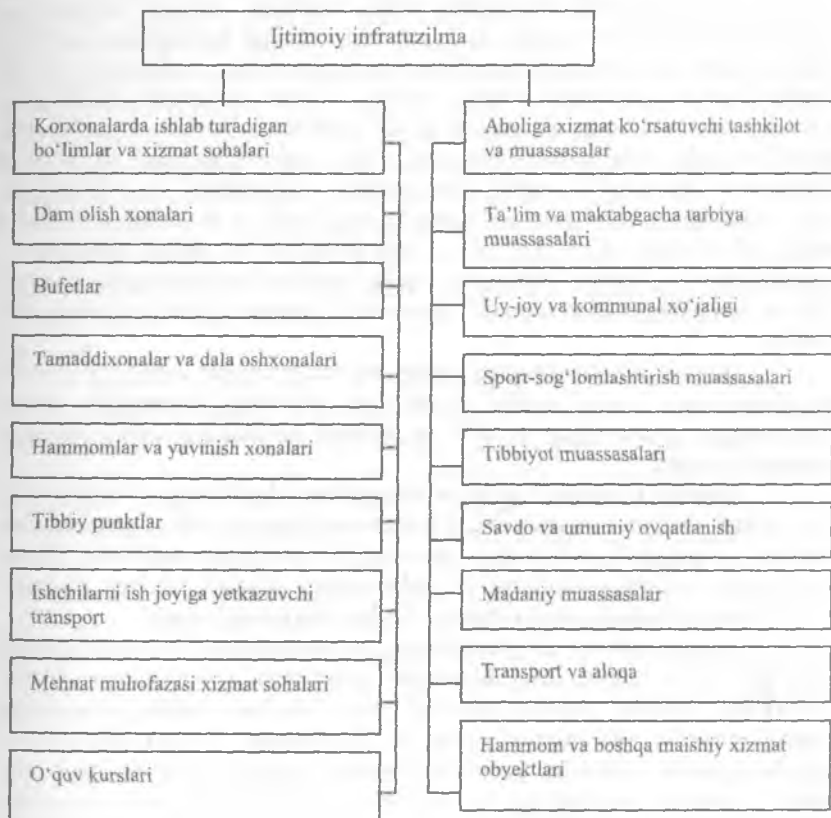 Ijtimoiy infratuzilma
Korxonalarda ishlab turadigan
bo‘limlar va xizmat sohalari
Dam olish xonalari
Bufetlar
Tamaddixonalar va dala oshxonalari
Hammomlar va yuvinish xonalari
Tibbiy punktlar
Ishchilarni ish joyiga yetkazuvchi
transport
Mehnat muhofazasi xizmat sohalari
O‘quv kurslari
Aholiga xizmat ko‘rsatuvchi tashkilot
va muassasalar
Ta’lim va maktabgacha tarbiya
muassasalari
Uy-joy va kommunal xo‘jaligi
Sport-sog‘lomlashtirish muassasalari
Tibbiyot muassasalari
Savdo va umumiy ovqatlanish
Madaniy muassasalar
Transport va aloqa
Hammom va boshqa maishiy xizmat
obyektlari